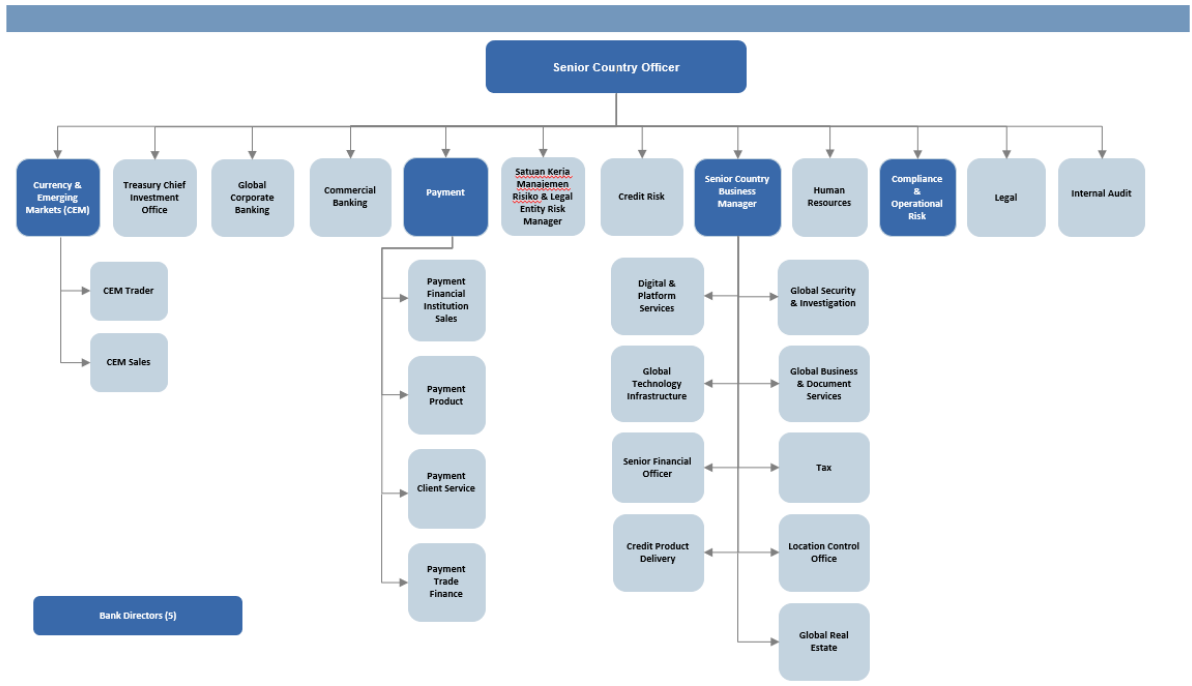 Senior Country Officer
Currency &
Emerging
Markets (CEM)
Treasury Chief
Investment
Office
Global
Corporate
Banking
Commercial
Banking
Payment
Satuan Kerja
Manajemen
Risiko & Legal
Entity Risk
Manager
Credit Risk
Senior Country
Business
Manager
Human
Resources
Compliance
&
Operational
Risk
Legal
Internal Audit
CEM Trader
CEM Sales
Payment
Financial
Institution
Sales
Payment
Product
Payment
Client Service
Payment
Trade
Finance
Digital &
Platform
Services
Global Security
& Investigation
Global
Technology
Infrastructure
Global Business
& Document
Services
Senior Financial
Officer
Tax
Credit Product
Delivery
Location Control
Office
Global Real
Estate
Bank Directors (5)